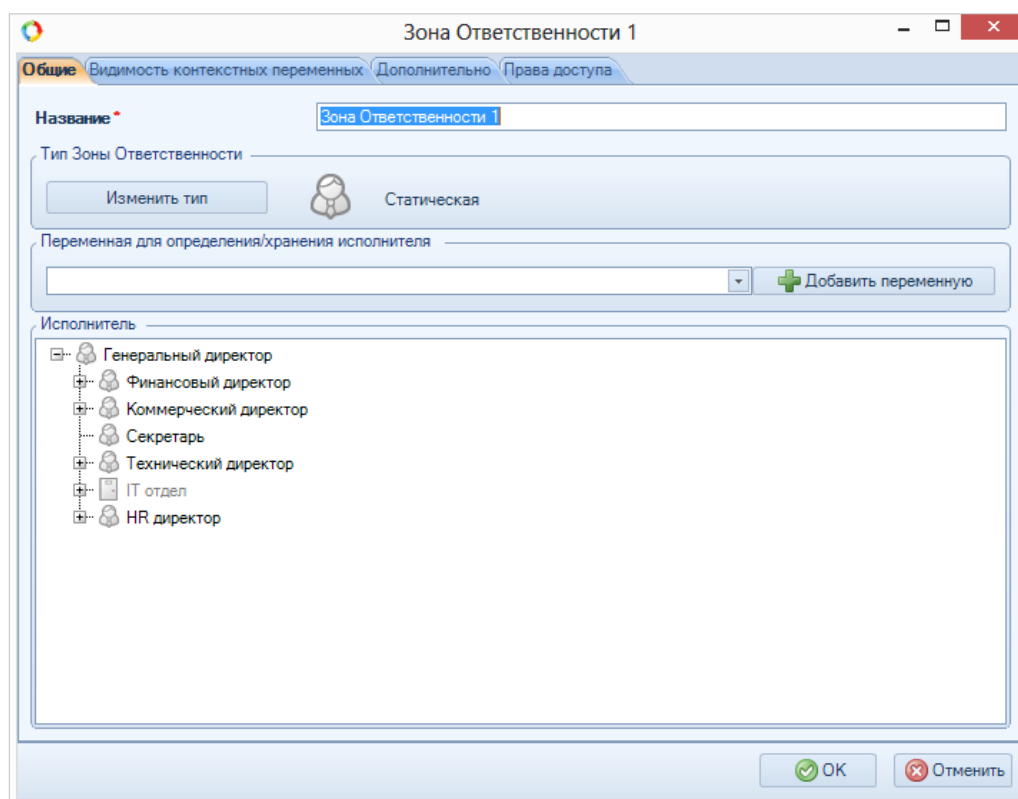 Зона Ответственности 1
Общие Видимость контекстных переменных Дополнительно Права доступа
Название* Зона Ответственности 1
Тип Зоны Ответственности
Изменить тип Статическая
Переменная для определения/хранения исполнителя
Добавить переменную
Исполнитель
Генеральный директор
Финансовый директор
Коммерческий директор
Секретарь
Технический директор
IT отдел
HR директор
OK Отменить